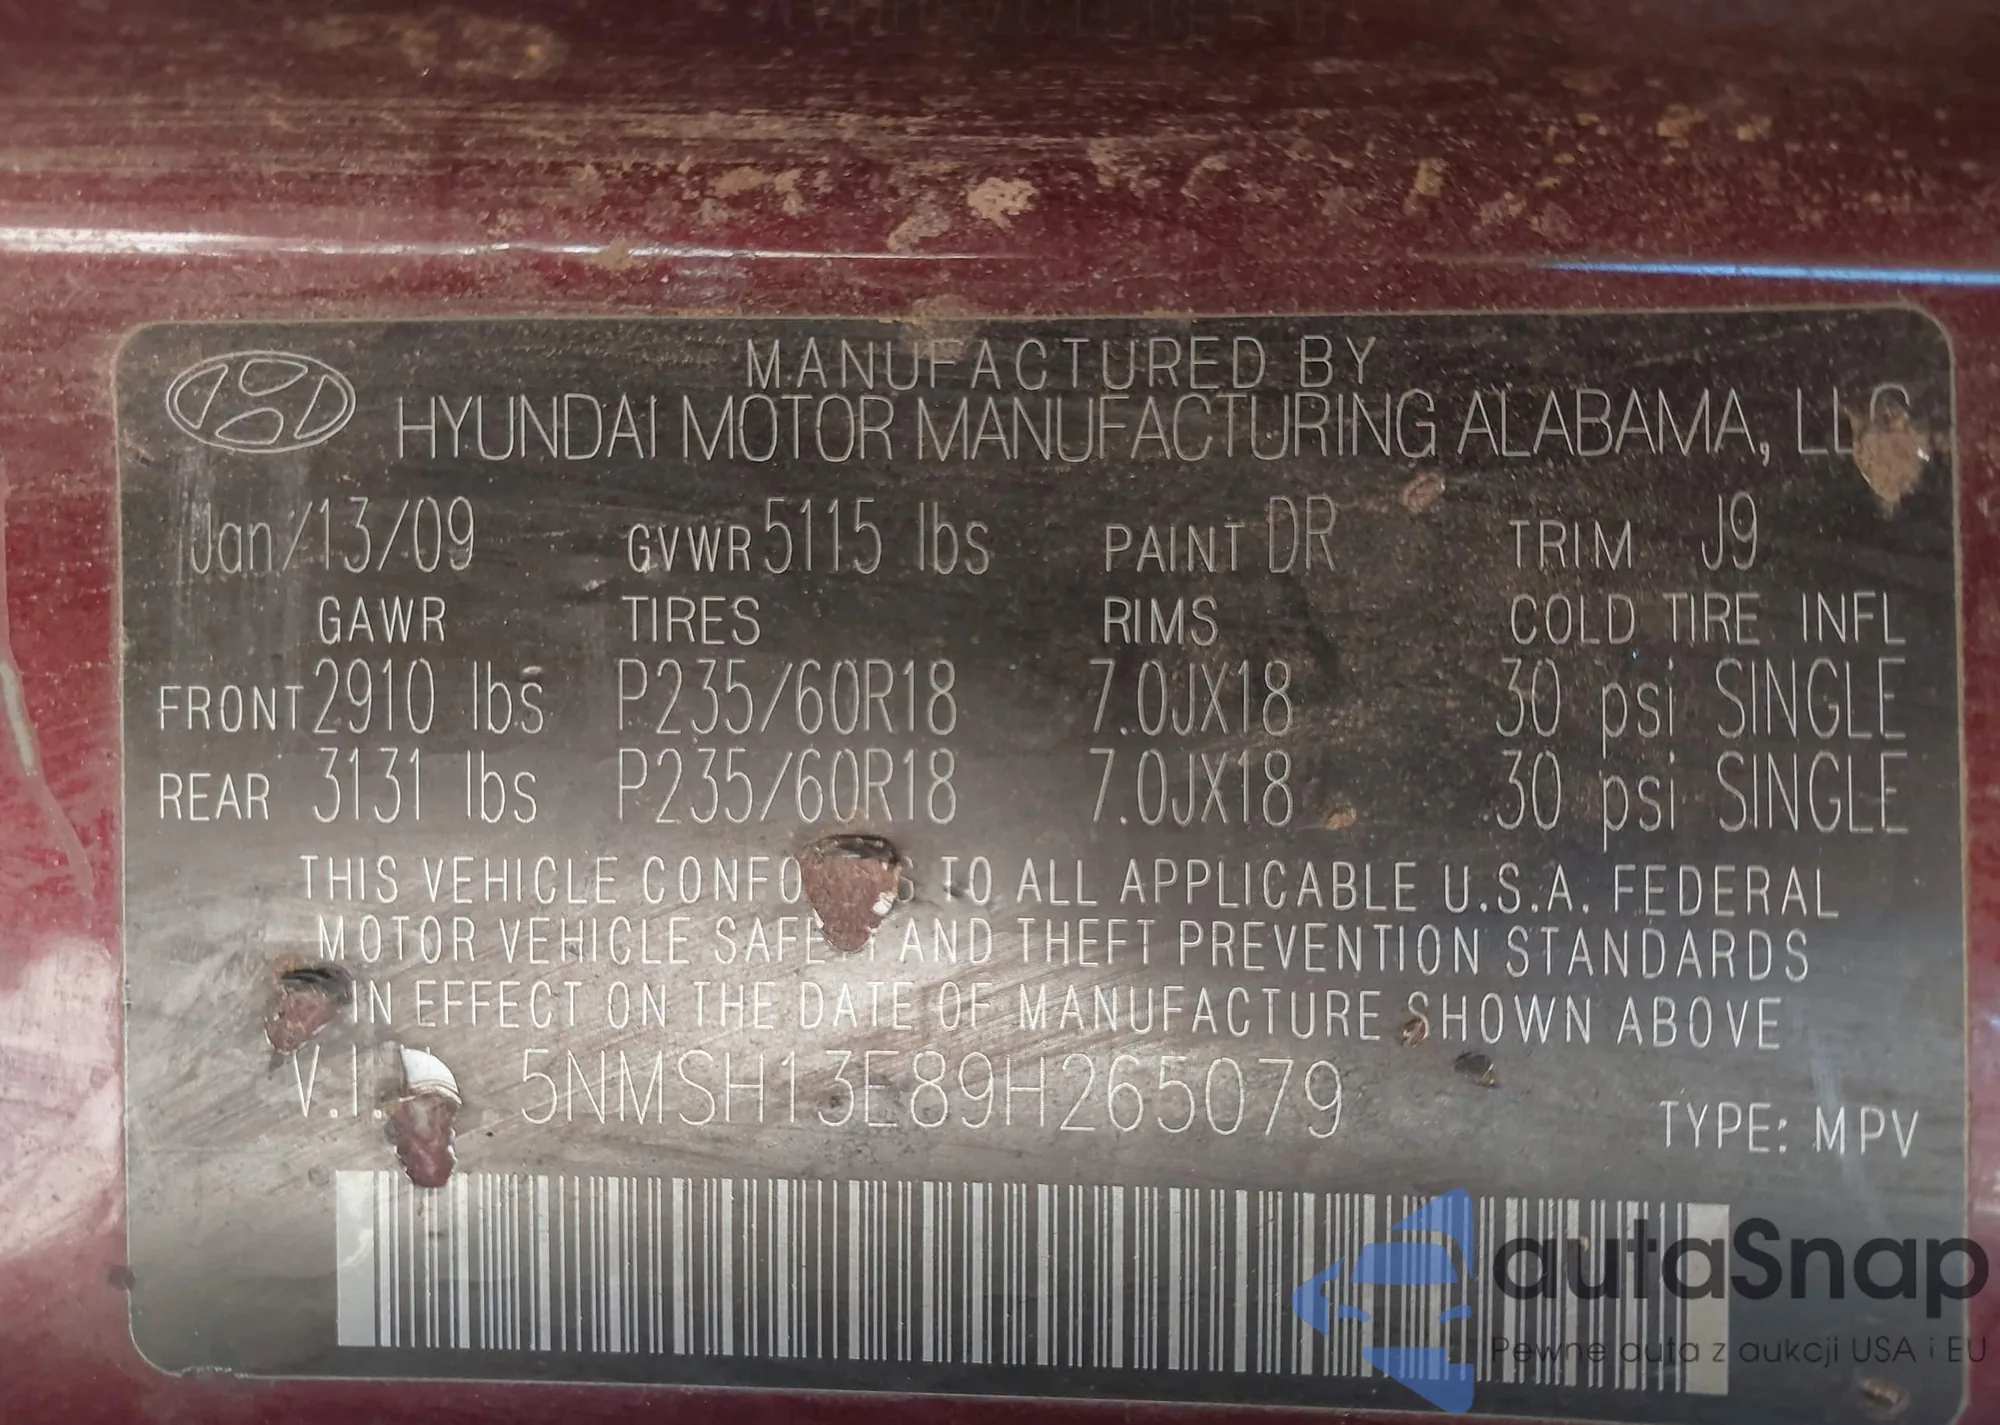 MANUFACTURED BY
HYUNDAI MOTOR MANUFACTURING ALABAMA, LLC
Jan/13/09 GVWR 5115 lbs PAINT DR TRIM J9
GAWR TIRES RIMS COLD TIRE INFL
FRONT 2910 lbs P235/60R18 7.0JX18 30 psi SINGLE
REAR 3131 lbs P235/60R18 7.0JX18 30 psi SINGLE
THIS VEHICLE TO ALL APPLICABLE U.S.A. FEDERAL
MOTOR VEHICLE AND THEFT PREVENTION STANDARDS
IN EFFECT ON THE DATE OF MANUFACTURE SHOWN ABOVE
5NMSH13E89H265079 TYPE: MPV
autaSnap
Pewne auta z aukcji USA i EU